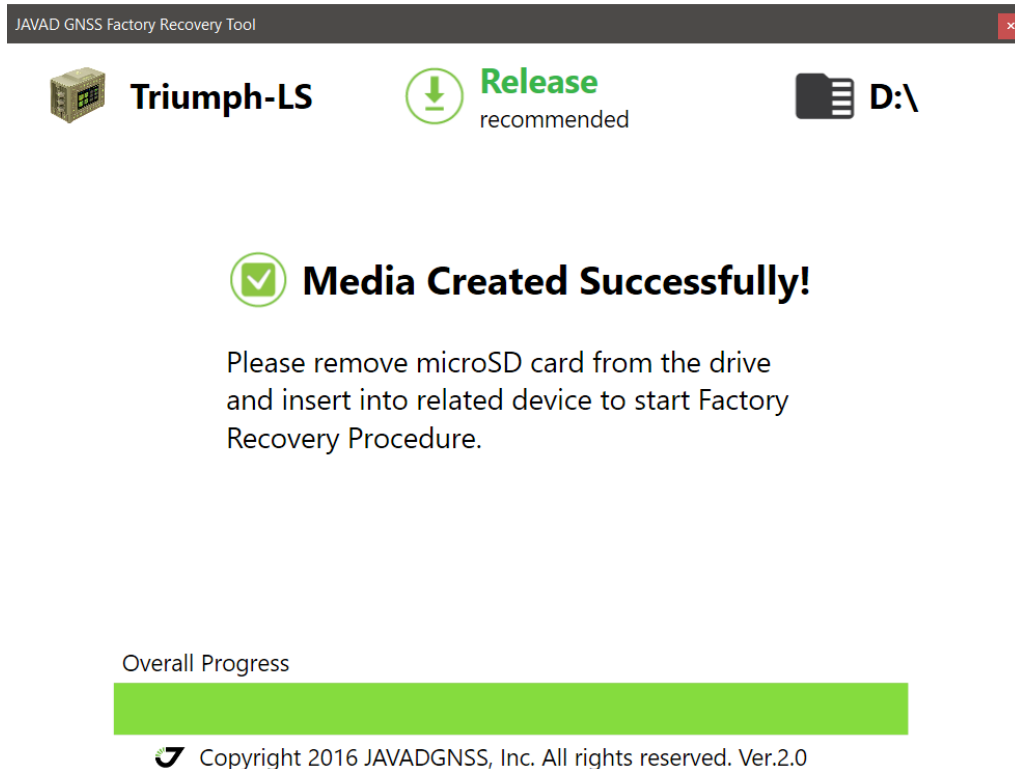 JAVAD GNSS Factory Recovery Tool
Triumph-LS
Release
recommended
D:\
Media Created Successfully!
Please remove microSD card from the drive
and insert into related device to start Factory
Recovery Procedure.
Overall Progress
Copyright 2016 JAVADGNSS, Inc. All rights reserved. Ver.2.0